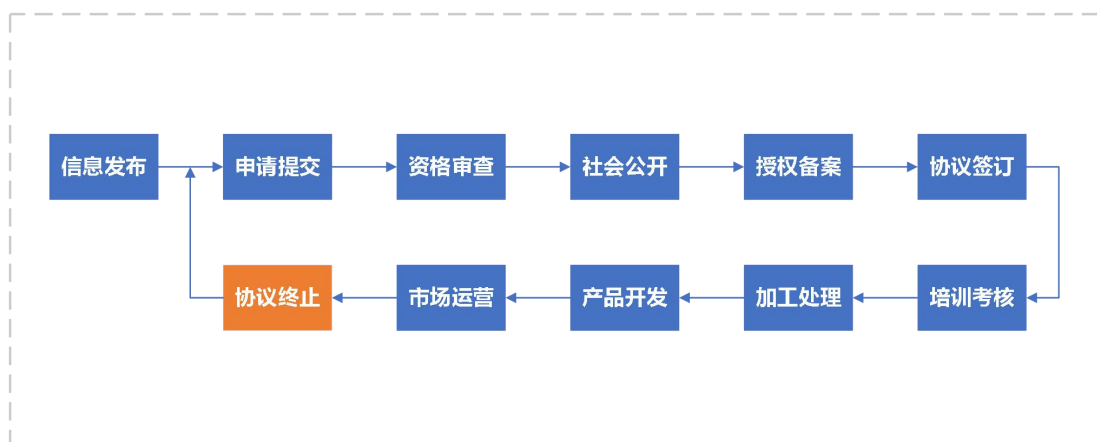 信息发布
申请提交
资格审查
社会公开
授权备案
协议签订
培训考核
加工处理
产品开发
市场运营
协议终止